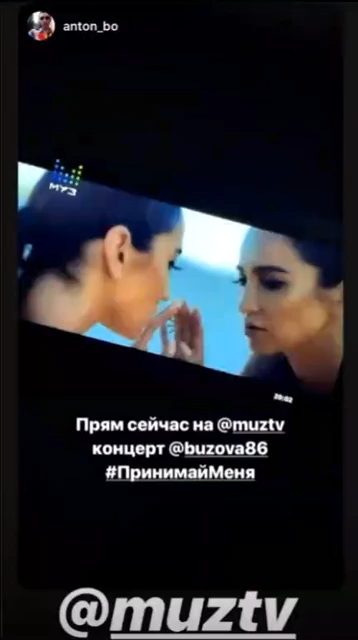 anton_bo
МУЗ
Прям сейчас на @muztv
концерт @buzova86
#ПринимайМеня
@muztv